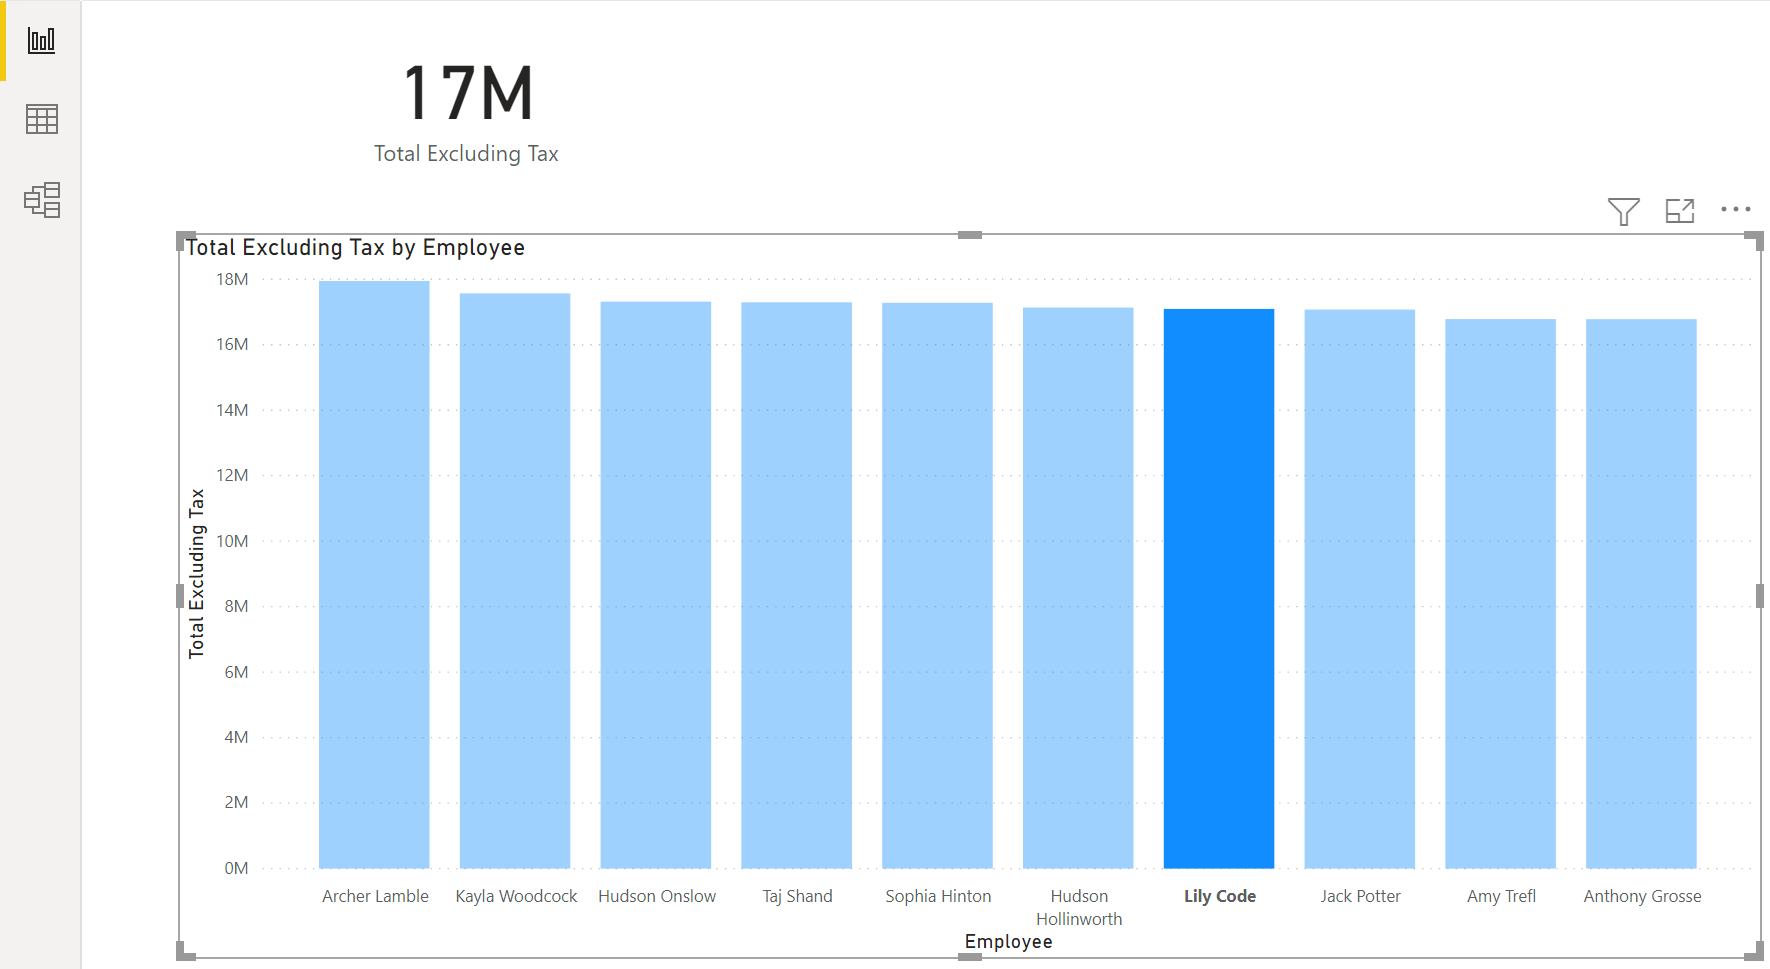 17M
Total Excluding Tax
Total Excluding Tax by Employee
Total Excluding Tax
18M
16M
14M
12M
10M
8M
6M
4M
2M
0M
Archer Lamble
Kayla Woodcock
Hudson Onslow
Taj Shand
Sophia Hinton
Hudson
Hollinworth
Lily Code
Jack Potter
Amy Trefl
Anthony Grosse
Employee